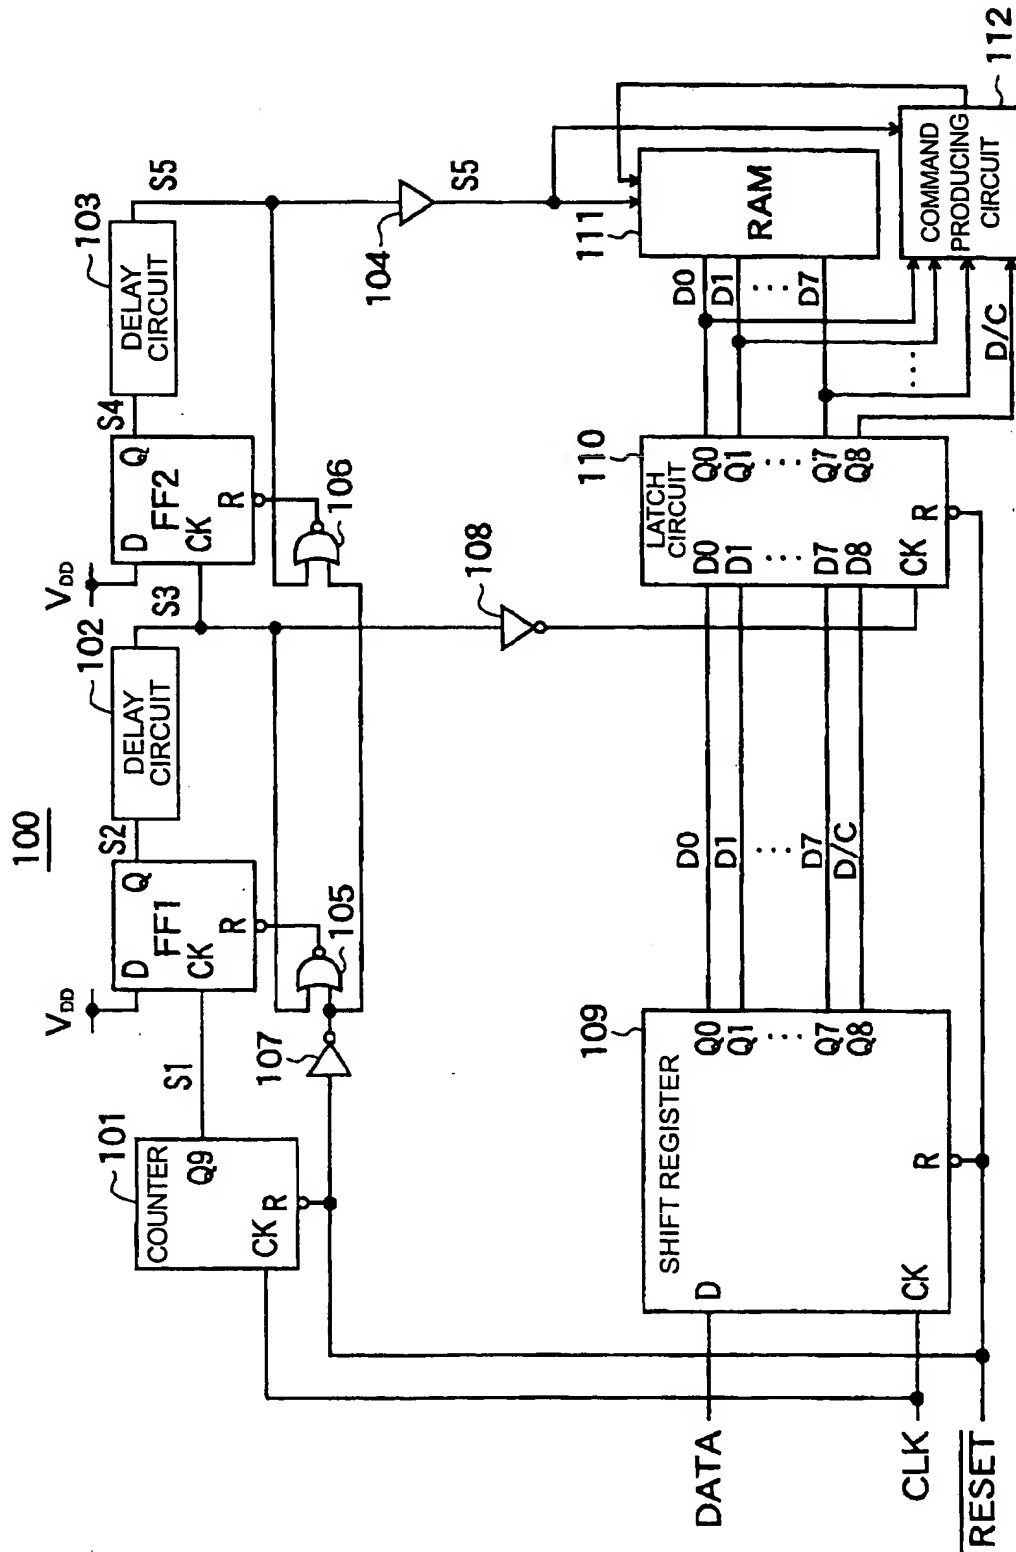 100
101
COUNTER
Q9
CK
R
S1
VDD
D
FF1
CK
Q
R
S2
102
DELAY
CIRCUIT
S3
VDD
D
FF2
CK
Q
R
S4
103
DELAY
CIRCUIT
S5
107
105
106
108
104
S5
109
SHIFT REGISTER
D
CK
R
Q0
Q1
...
Q7
Q8
D0
D1
...
D7
D/C
110
LATCH
CIRCUIT
D0
D1
...
D7
D8
CK
R
Q0
Q1
...
Q7
Q8
D0
D1
...
D7
...
D/C
111
RAM
COMMAND
PRODUCING
CIRCUIT
112
DATA
CLK
RESET